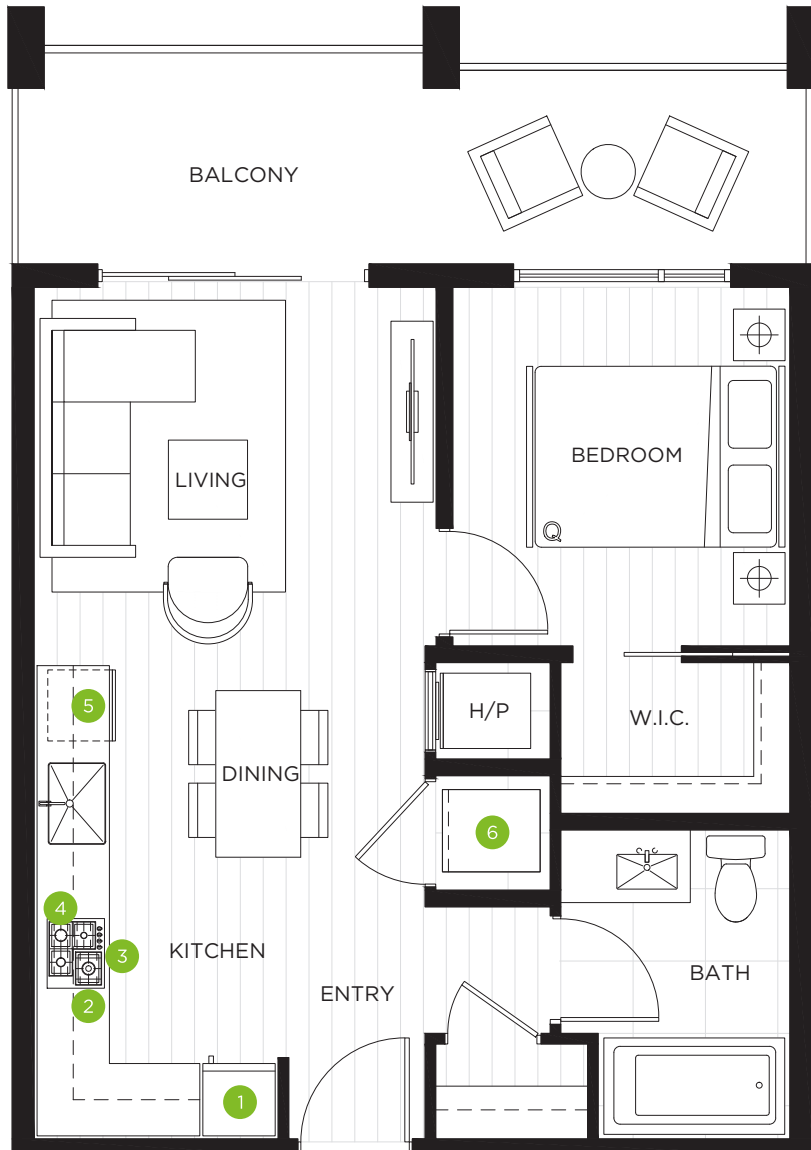 BALCONY
LIVING
BEDROOM
Q
5
H/P
W.I.C.
DINING
6
4
3
KITCHEN
BATH
ENTRY
2
1